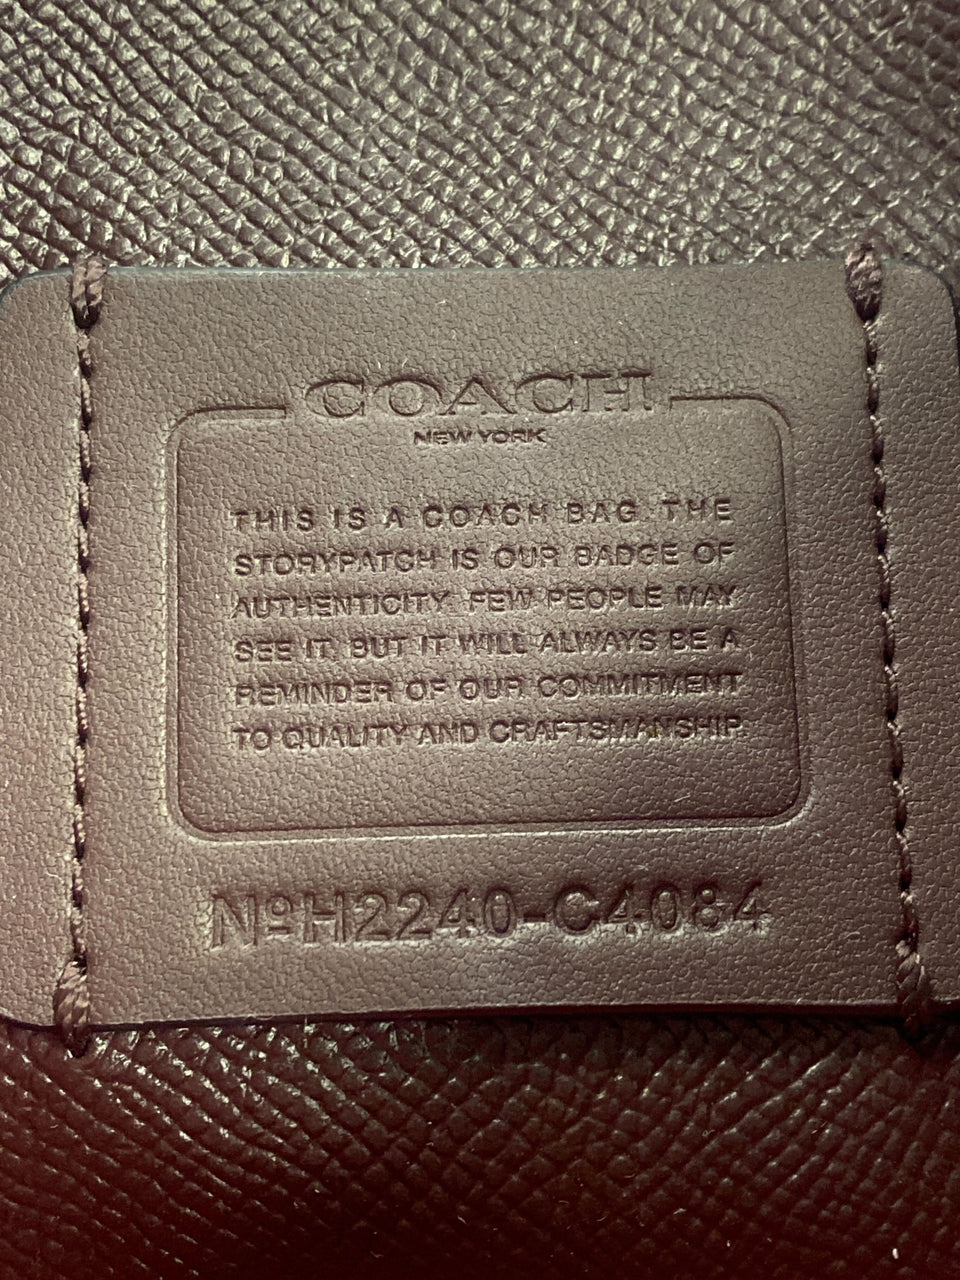 COACH
NEW YORK
THIS IS A COACH BAG. THE
STORYPATCH IS OUR BADGE OF
AUTHENTICITY. FEW PEOPLE MAY
SEE IT, BUT IT WILL ALWAYS BE A
REMINDER OF OUR COMMITMENT
TO QUALITY AND CRAFTSMANSHIP.
NºH2240-C4084